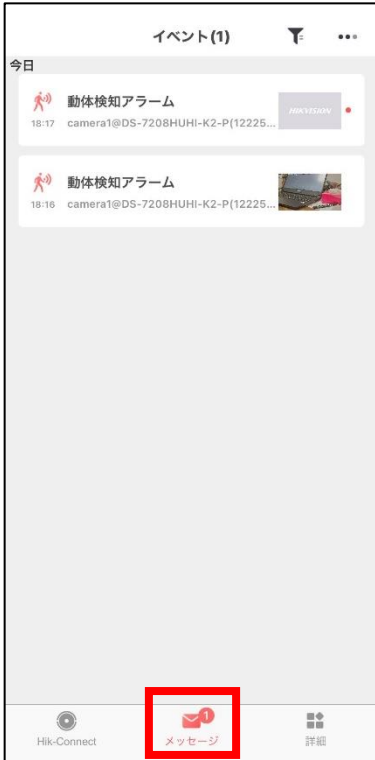 イベント(1)
今日
動体検知アラーム
18:17 camera1@DS-7208HUHI-K2-P(12225...
HIKVISION
動体検知アラーム
18:16 camera1@DS-7208HUHI-K2-P(12225...
1
Hik-Connect メッセージ 詳細